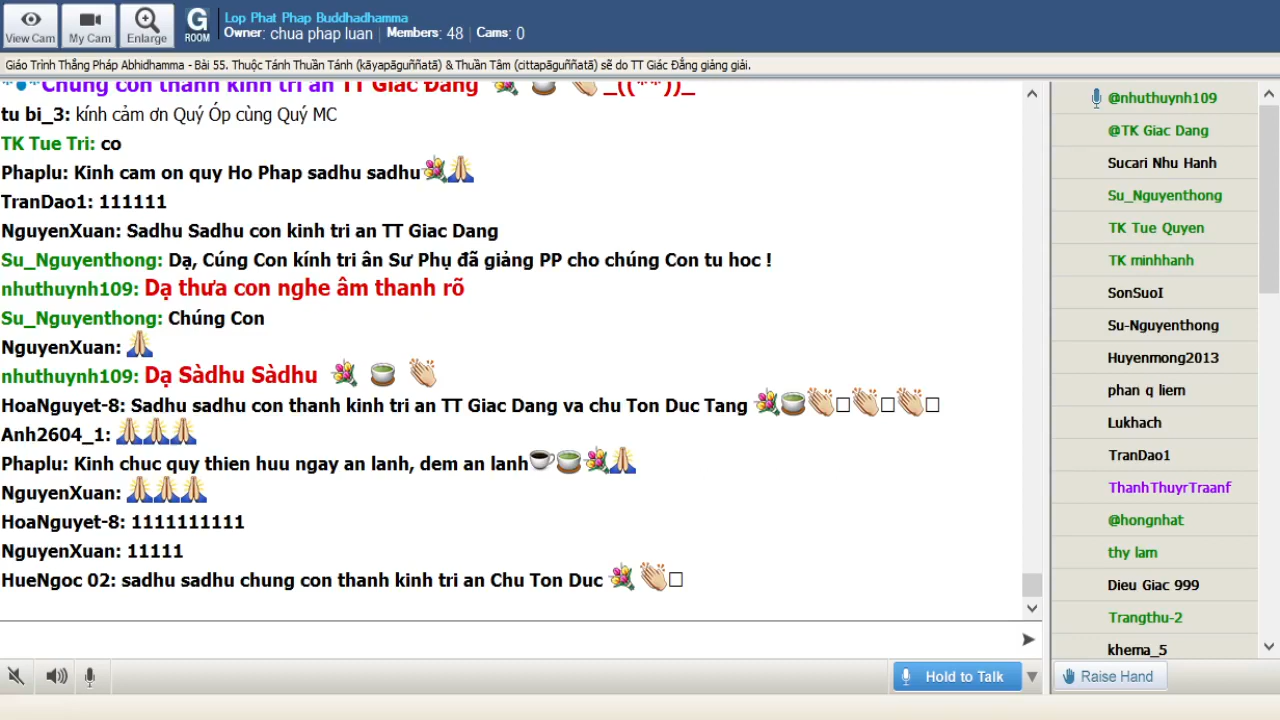 View Cam
My Cam
Enlarge
G ROOM
Lop Phat Phap Buddhadhamma
Owner: chua phap luan | Members: 48 | Cams: 0
Giáo Trình Thắng Pháp Abhidhamma - Bài 55. Thuộc Tánh Thuần Tánh (kāyapāguññatā) & Thuần Tâm (cittapāguññatā) sẽ do TT Giác Đẳng giảng giải.
Chúng con thành kính tri ân TT Giác Đẳng _((**))_
tu bi_3: kính cảm ơn Quý Óp cùng Quý MC
TK Tue Tri: co
Phaplu: Kinh cam on quy Ho Phap sadhu sadhu
TranDao1: 111111
NguyenXuan: Sadhu Sadhu con kinh tri an TT Giac Dang
Su_Nguyenthong: Dạ, Cúng Con kính tri ân Sư Phụ đã giảng PP cho chúng Con tu hoc !
nhuthuynh109: Dạ thưa con nghe âm thanh rõ
Su_Nguyenthong: Chúng Con
NguyenXuan:
nhuthuynh109: Dạ Sàdhu Sàdhu
HoaNguyet-8: Sadhu sadhu con thanh kinh tri an TT Giac Dang va chu Ton Duc Tang
Anh2604_1:
Phaplu: Kinh chuc quy thien huu ngay an lanh, dem an lanh
NguyenXuan:
HoaNguyet-8: 1111111111
NguyenXuan: 11111
HueNgoc 02: sadhu sadhu chung con thanh kinh tri an Chu Ton Duc
Hold to Talk
@nhuthuynh109
@TK Giac Dang
Sucari Nhu Hanh
Su_Nguyenthong
TK Tue Quyen
TK minhhanh
SonSuoI
Su-Nguyenthong
Huyenmong2013
phan q liem
Lukhach
TranDao1
ThanhThuyrTraanf
@hongnhat
thy lam
Dieu Giac 999
Trangthu-2
khema_5
Raise Hand